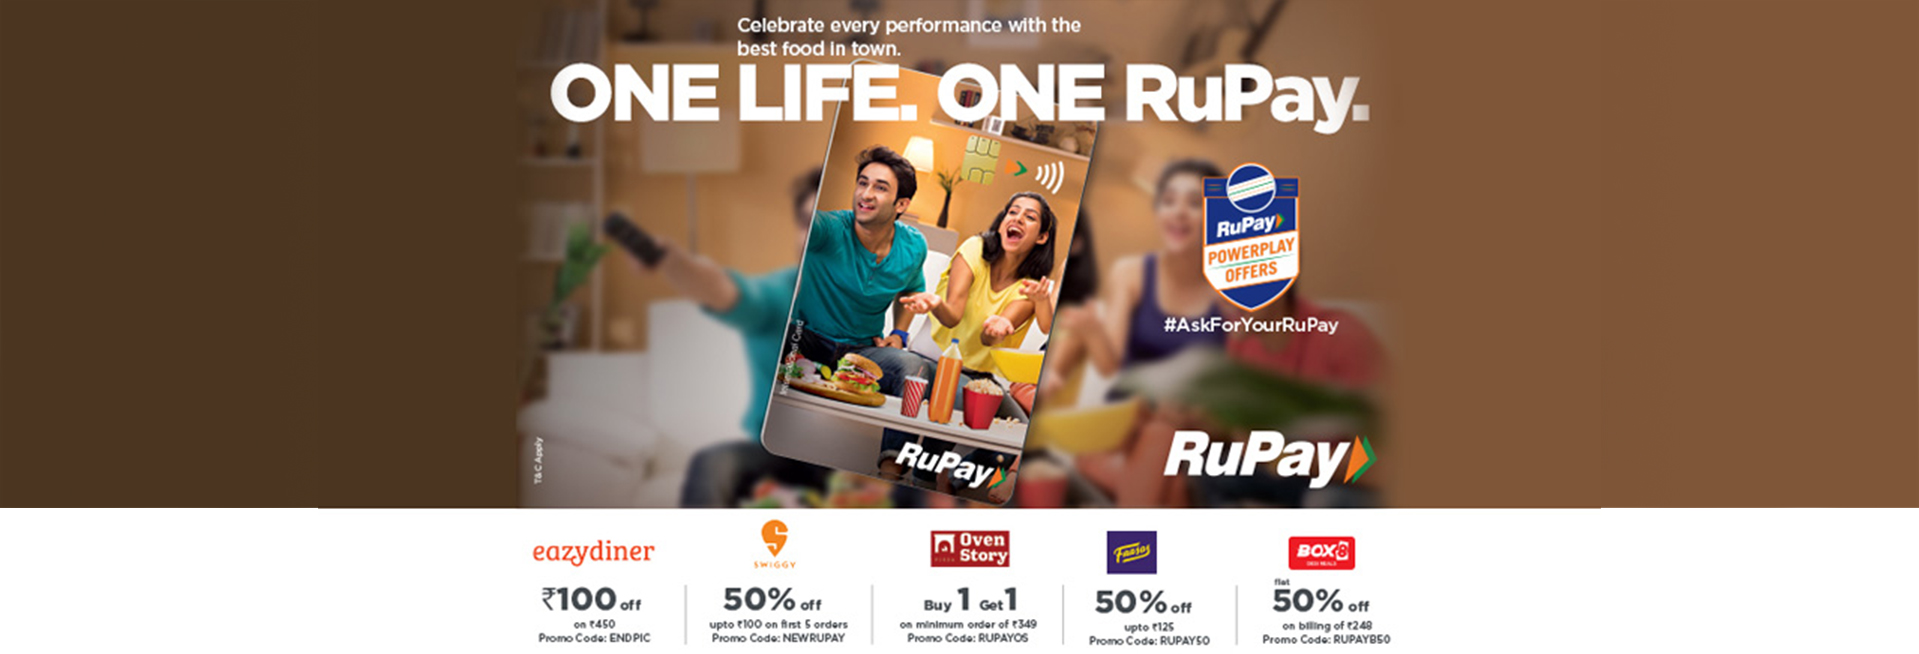 Celebrate every performance with the
best food in town.
ONE LIFE. ONE RuPay.
RuPay
POWERPLAY
OFFERS
#AskForYourRuPay
RuPay
RuPay
T&C Apply
eazydiner
₹100 off
on ₹450
Promo Code: ENDPIC
SWIGGY
50% off
upto ₹100 on first 5 orders
Promo Code: NEWRUPAY
Oven
Story
Buy 1 Get 1
on minimum order of ₹349
Promo Code: RUPAYOS
Faasos
50% off
upto ₹125
Promo Code: RUPAY50
BOX8
DESI MEALS
flat
50% off
on billing of ₹248
Promo Code: RUPAYB50